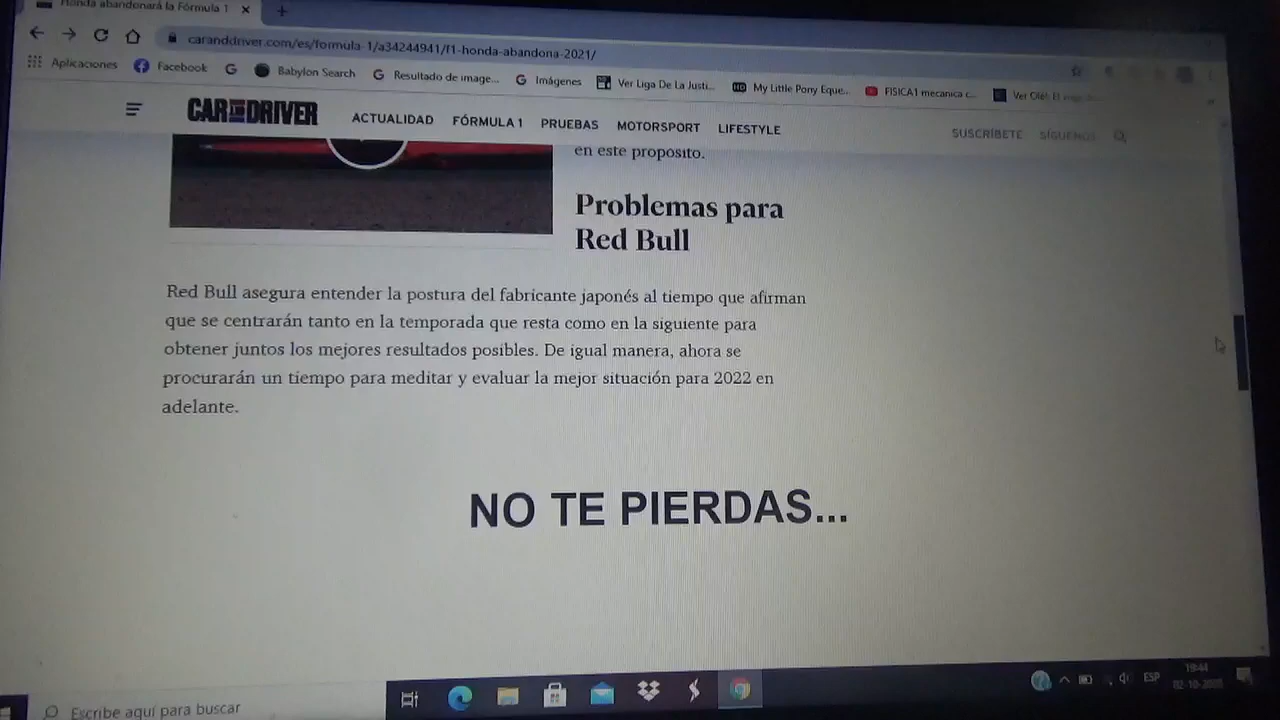 Honda abandonará la Fórmula 1
caranddriver.com/es/formula-1/a34244941/f1-honda-abandona-2021/
Aplicaciones Facebook Babylon Search Resultado de image... Imágenes Ver Liga De La Justi... My Little Pony Eque... FISICA1 mecanica c...
CAR AND DRIVER ACTUALIDAD FÓRMULA 1 PRUEBAS MOTORSPORT LIFESTYLE SUSCRÍBETE SÍGUENOS
en este proposito.
Problemas para
Red Bull
Red Bull asegura entender la postura del fabricante japonés al tiempo que afirman
que se centrarán tanto en la temporada que resta como en la siguiente para
obtener juntos los mejores resultados posibles. De igual manera, ahora se
procurarán un tiempo para meditar y evaluar la mejor situación para 2022 en
adelante.
NO TE PIERDAS...
Escribe aquí para buscar
ESP
19:44